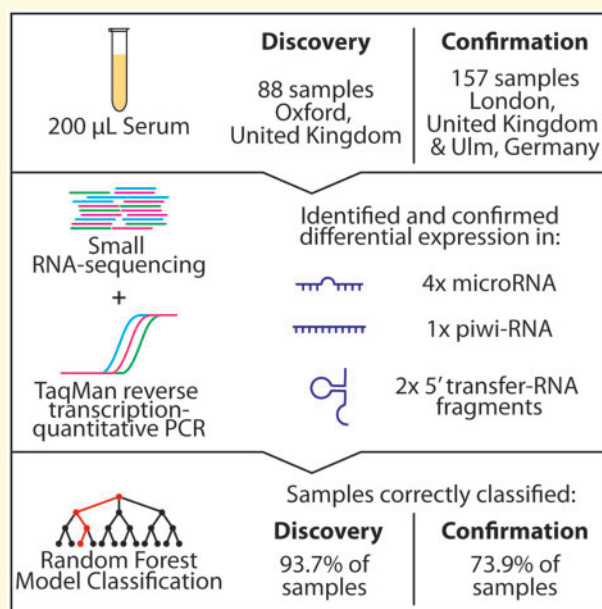 200 µL Serum
Discovery
88 samples
Oxford,
United Kingdom
Confirmation
157 samples
London,
United Kingdom
& Ulm, Germany
Small
RNA-sequencing
+
TaqMan reverse
transcription-
quantitative PCR
Identified and confirmed
differential expression in:
4x microRNA
1x piwi-RNA
2x 5′ transfer-RNA
fragments
Random Forest
Model Classification
Samples correctly classified:
Discovery
93.7% of
samples
Confirmation
73.9% of
samples